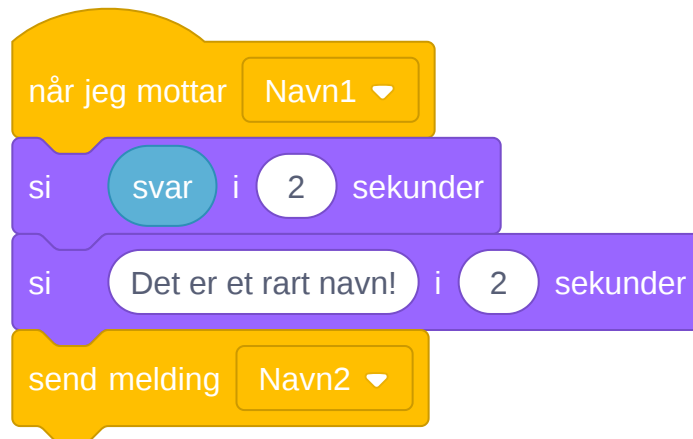 når jeg mottar Navn1
si svar i 2 sekunder
si Det er et rart navn! i 2 sekunder
send melding Navn2